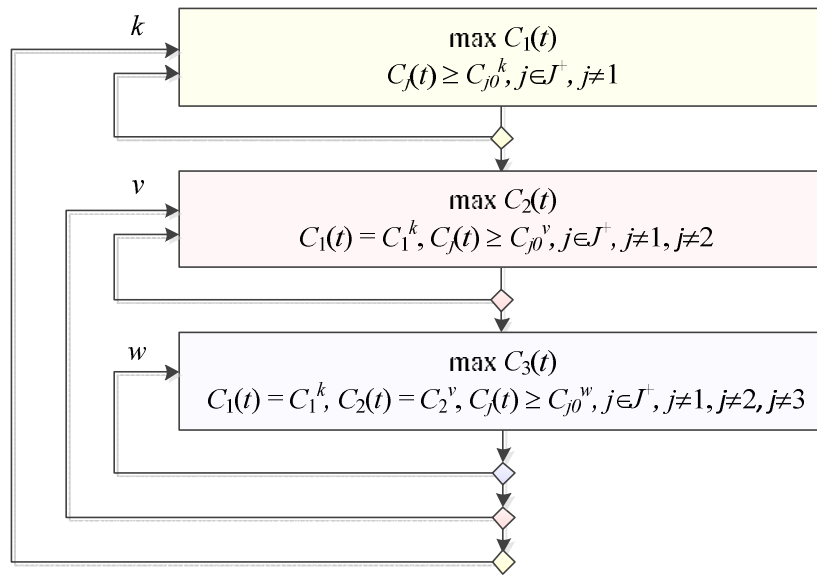 k
max C₁(t)
Cⱼ(t) ≥ Cⱼ₀ᵏ, j∈J⁺, j≠1
v
max C₂(t)
C₁(t) = C₁ᵏ, Cⱼ(t) ≥ Cⱼ₀ᵛ, j∈J⁺, j≠1, j≠2
w
max C₃(t)
C₁(t) = C₁ᵏ, C₂(t) = C₂ᵛ, Cⱼ(t) ≥ Cⱼ₀ʷ, j∈J⁺, j≠1, j≠2, j≠3